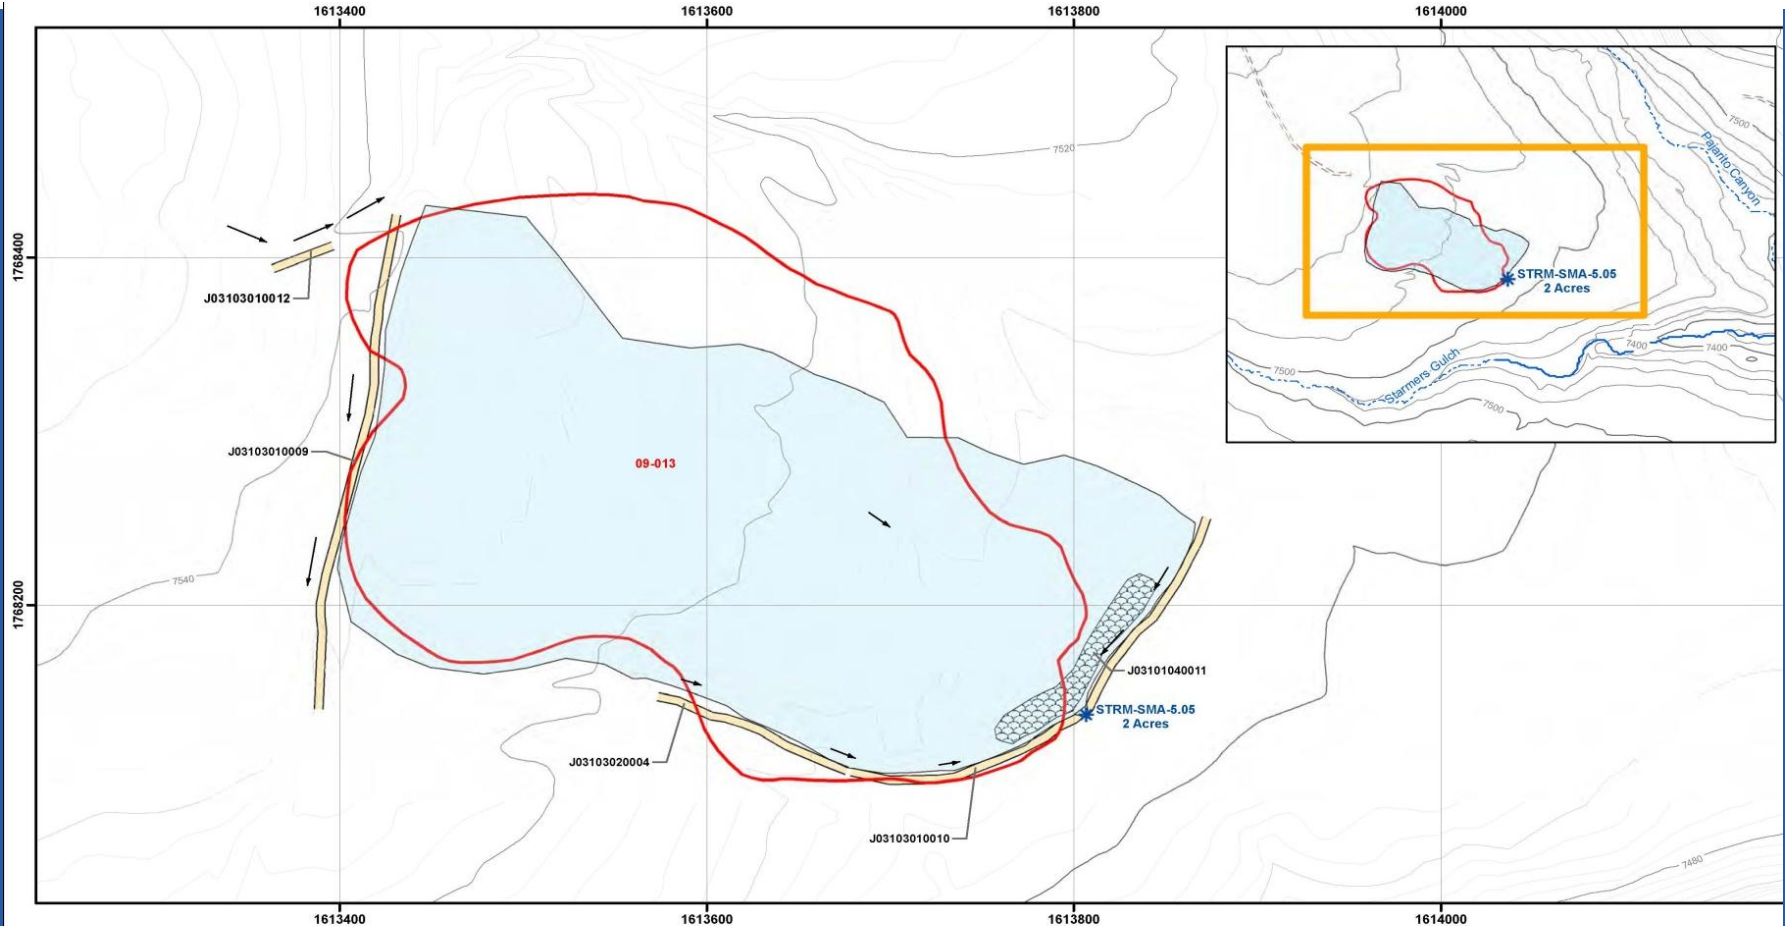 1613400
1613600
1613800
1614000
7520
7500
Pajarito Canyon
1768400
STRM-SMA-5.05
2 Acres
J03103010012
7400
7400
Starmers Gulch
7500
7500
J03103010009
09-013
7540
1768200
J03101040011
STRM-SMA-5.05
2 Acres
J03103020004
J03103010010
7480
1613400
1613600
1613800
1614000